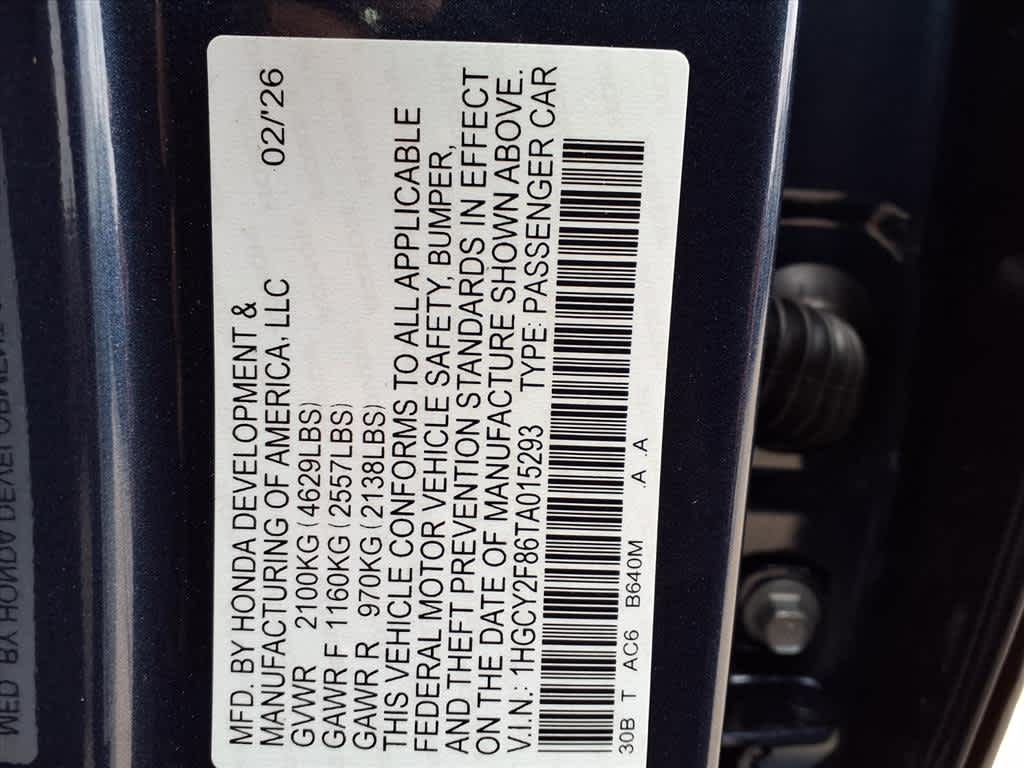 MFD. BY HONDA DEVELOPMENT &
MANUFACTURING OF AMERICA, LLC 02/'26
GVWR 2100KG (4629LBS)
GAWR F 1160KG (2557LBS)
GAWR R 970KG (2138LBS)
THIS VEHICLE CONFORMS TO ALL APPLICABLE
FEDERAL MOTOR VEHICLE SAFETY, BUMPER,
AND THEFT PREVENTION STANDARDS IN EFFECT
ON THE DATE OF MANUFACTURE SHOWN ABOVE.
V.I.N.: 1HGCY2F86TA015293 TYPE: PASSENGER CAR
30B T AC6 B640M .A .A